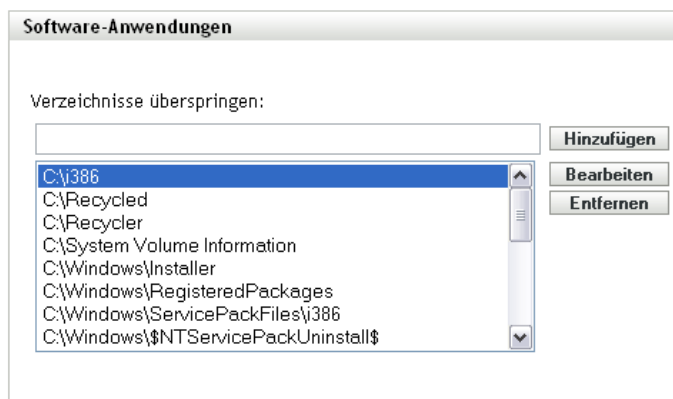 Software-Anwendungen
Verzeichnisse überspringen:
Hinzufügen
C:\i386
Bearbeiten
C:\Recycled
Entfernen
C:\Recycler
C:\System Volume Information
C:\Windows\Installer
C:\Windows\RegisteredPackages
C:\Windows\ServicePackFiles\i386
C:\Windows\$NTServicePackUninstall$